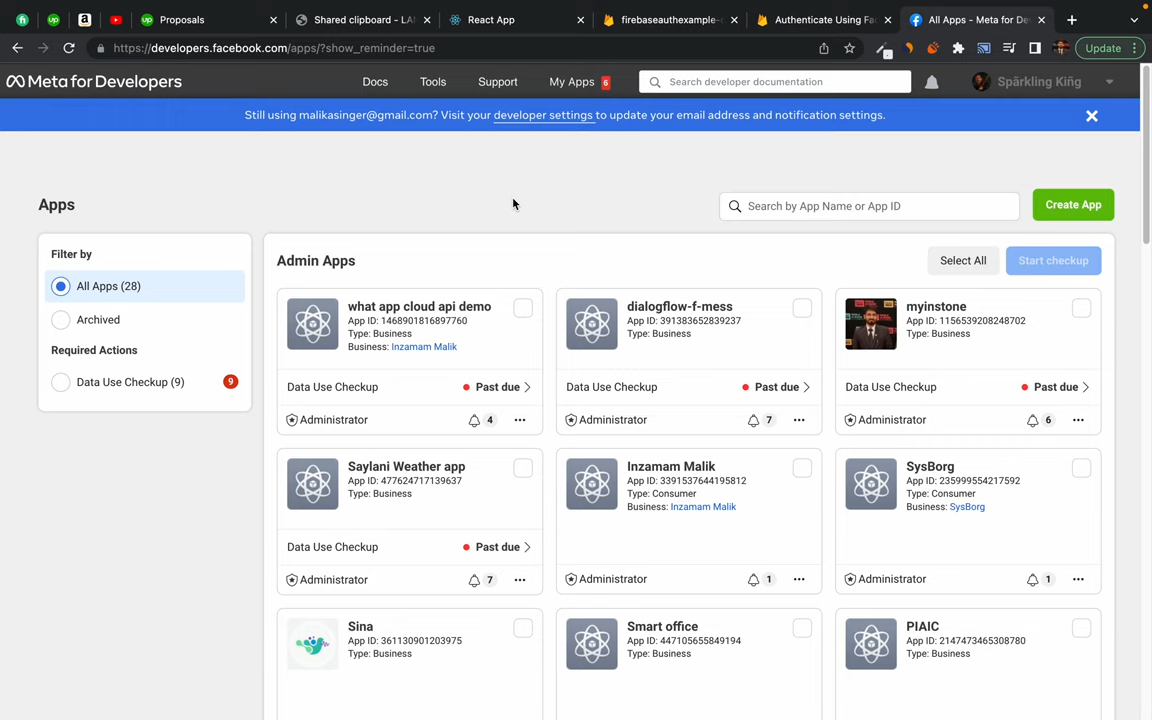 Proposals
Shared clipboard - LAN
React App
firebaseauthexample-c
Authenticate Using Fa
All Apps - Meta for De
https://developers.facebook.com/apps/?show_reminder=true
Update
Meta for Developers
Docs
Tools
Support
My Apps 6
Search developer documentation
Spärkling Kiñg
Still using malikasinger@gmail.com? Visit your developer settings to update your email address and notification settings.
Apps
Search by App Name or App ID
Create App
Filter by
All Apps (28)
Archived
Required Actions
Data Use Checkup (9)
9
Admin Apps
Select All
Start checkup
what app cloud api demo
App ID: 1468901816897760
Type: Business
Business: Inzamam Malik
Data Use Checkup
Past due
Administrator
4
dialogflow-f-mess
App ID: 391383652839237
Type: Business
Data Use Checkup
Past due
Administrator
7
myinstone
App ID: 1156539208248702
Type: Business
Data Use Checkup
Past due
Administrator
6
Saylani Weather app
App ID: 477624717139637
Type: Business
Data Use Checkup
Past due
Administrator
7
Inzamam Malik
App ID: 3391537644195812
Type: Consumer
Business: Inzamam Malik
Administrator
1
SysBorg
App ID: 235999554217592
Type: Consumer
Business: SysBorg
Administrator
1
Sina
App ID: 361130901203975
Type: Business
Smart office
App ID: 447105655849194
Type: Business
PIAIC
App ID: 2147473465308780
Type: Business